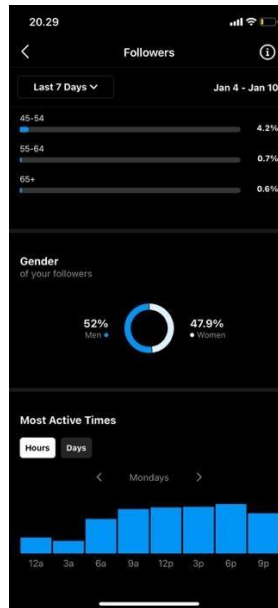 20.29
Followers
Last 7 Days
Jan 4 - Jan 10
45-54
4.2%
55-64
0.7%
65+
0.6%
Gender
of your followers
52%
Men
47.9%
Women
Most Active Times
Hours Days
Mondays
12a 3a 6a 9a 12p 3p 6p 9p